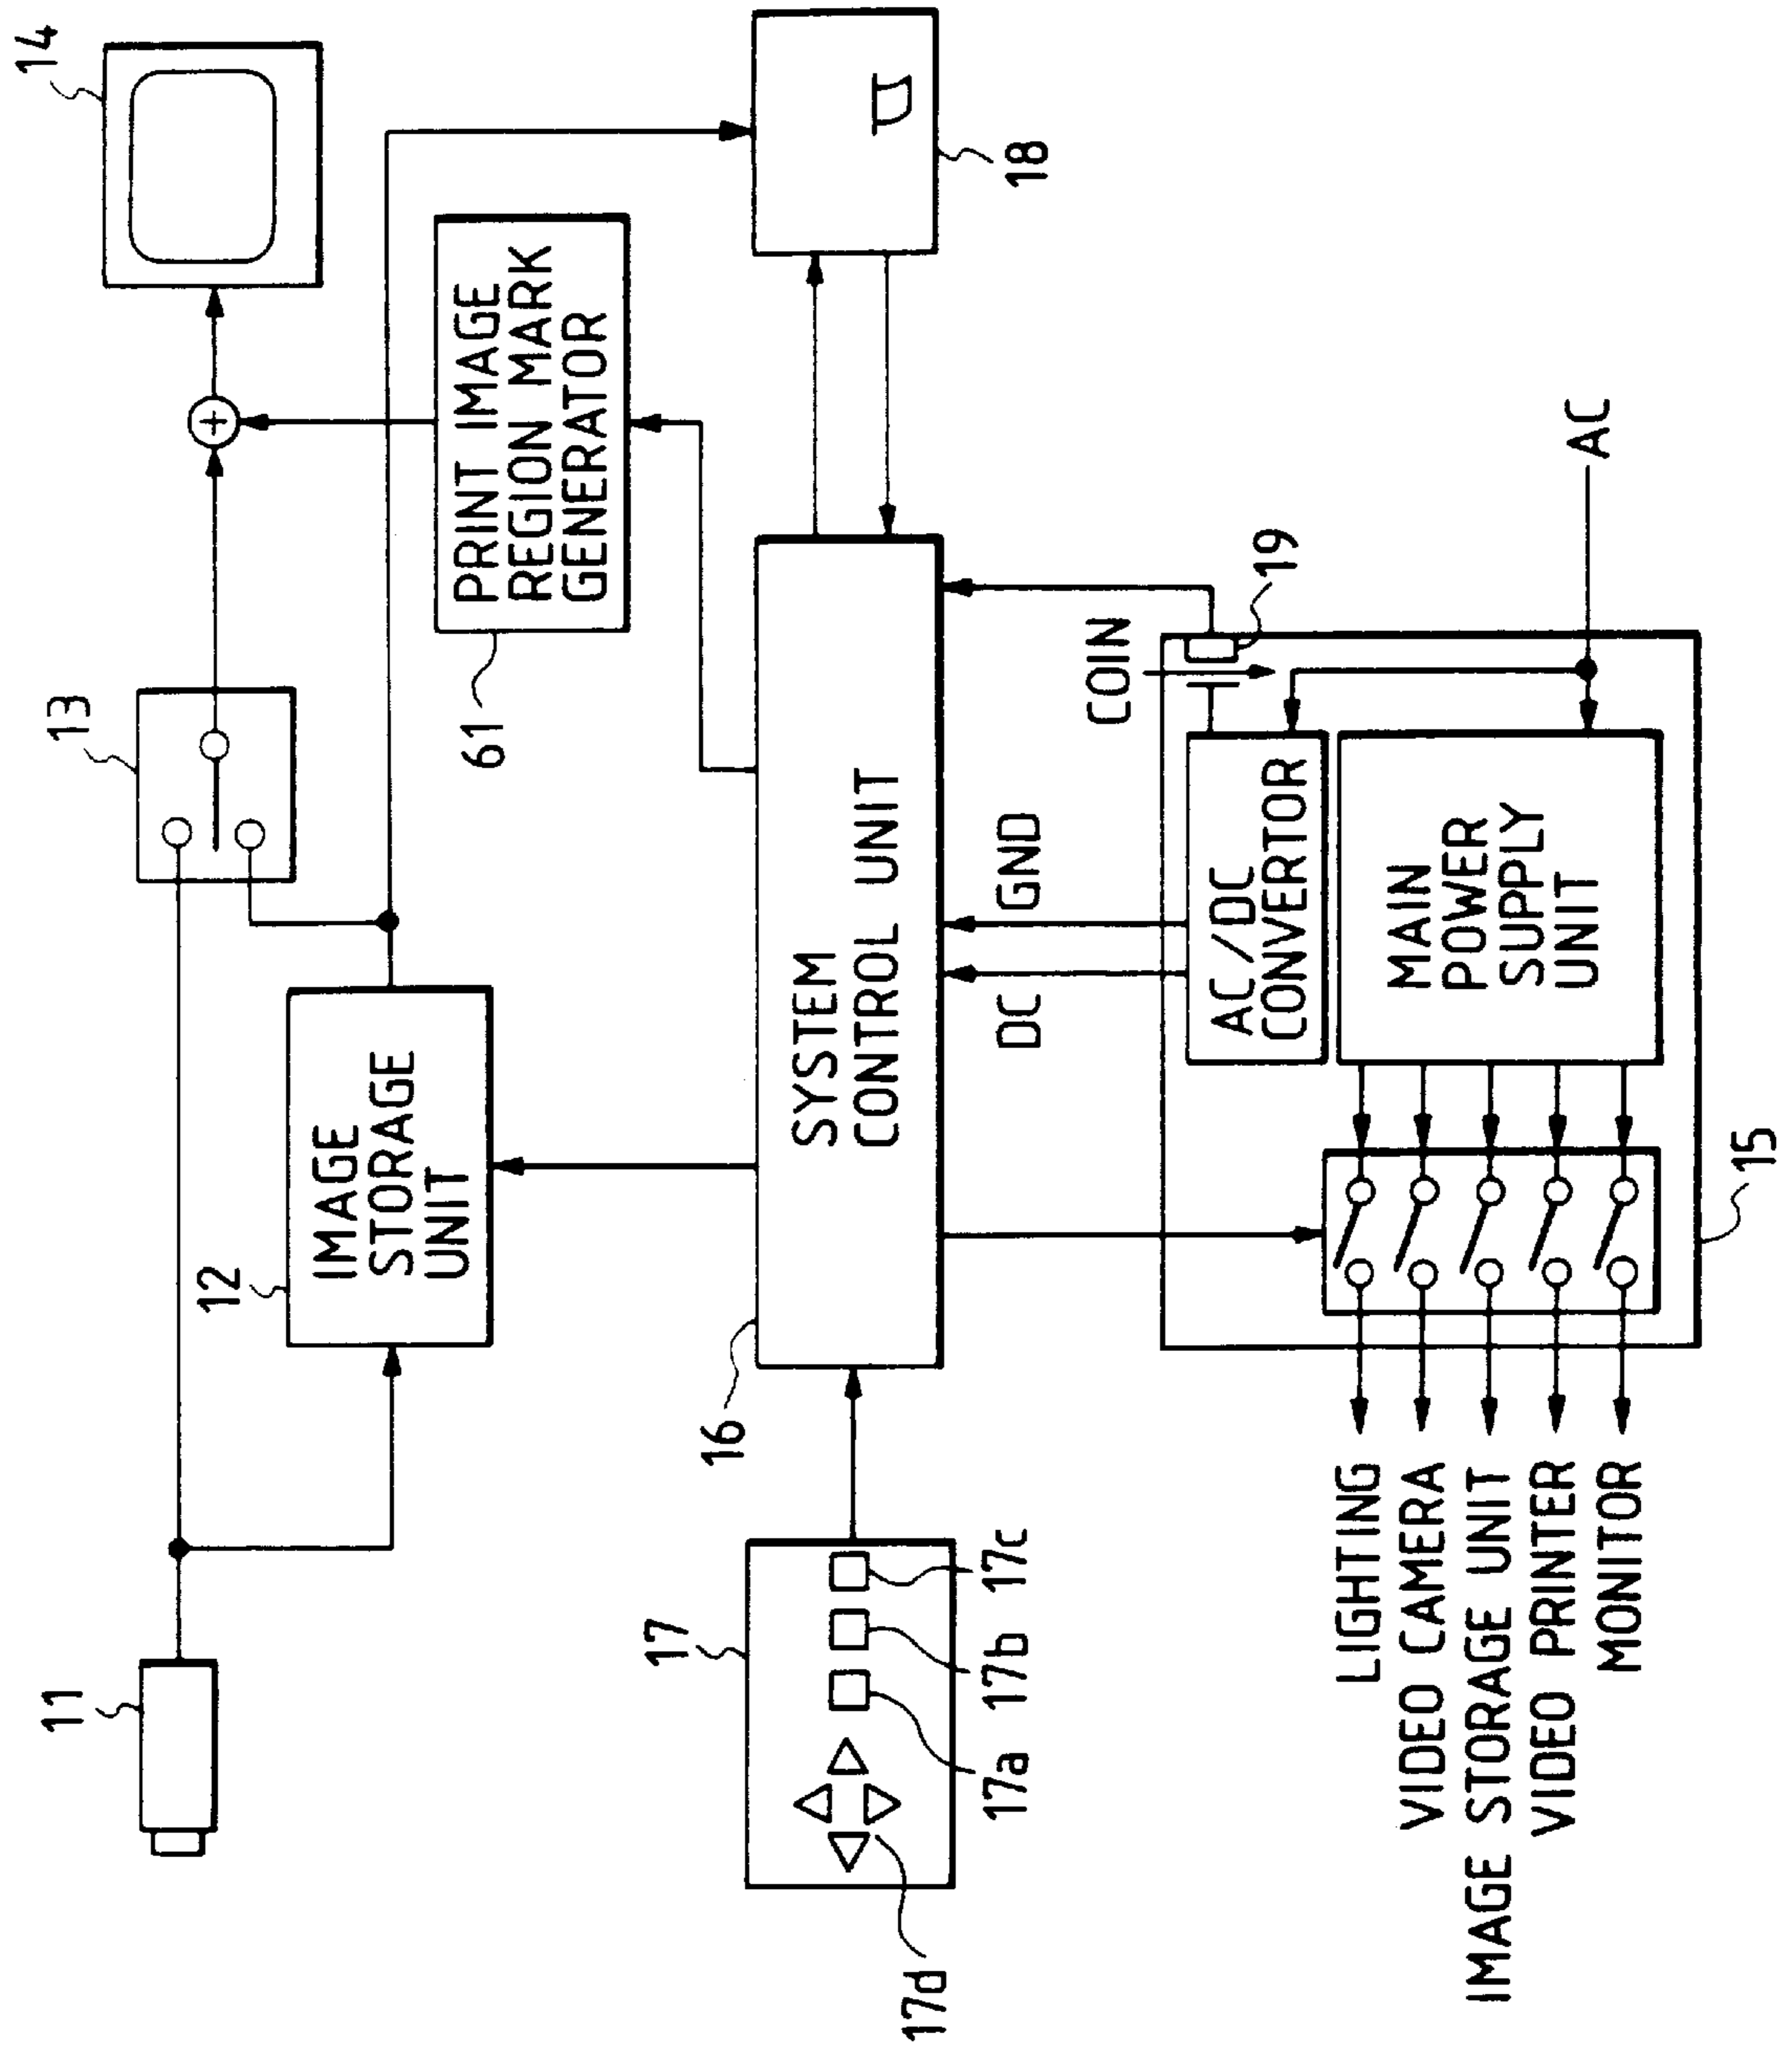 11
12
IMAGE
STORAGE
UNIT
13
14
+
61
PRINT IMAGE
REGION MARK
GENERATOR
17
17a
17b
17c
17d
16
SYSTEM
CONTROL UNIT
18
DC
GND
COIN
19
AC
AC/DC
CONVERTOR
MAIN
POWER
SUPPLY
UNIT
15
LIGHTING
VIDEO CAMERA
IMAGE STORAGE UNIT
VIDEO PRINTER
MONITOR